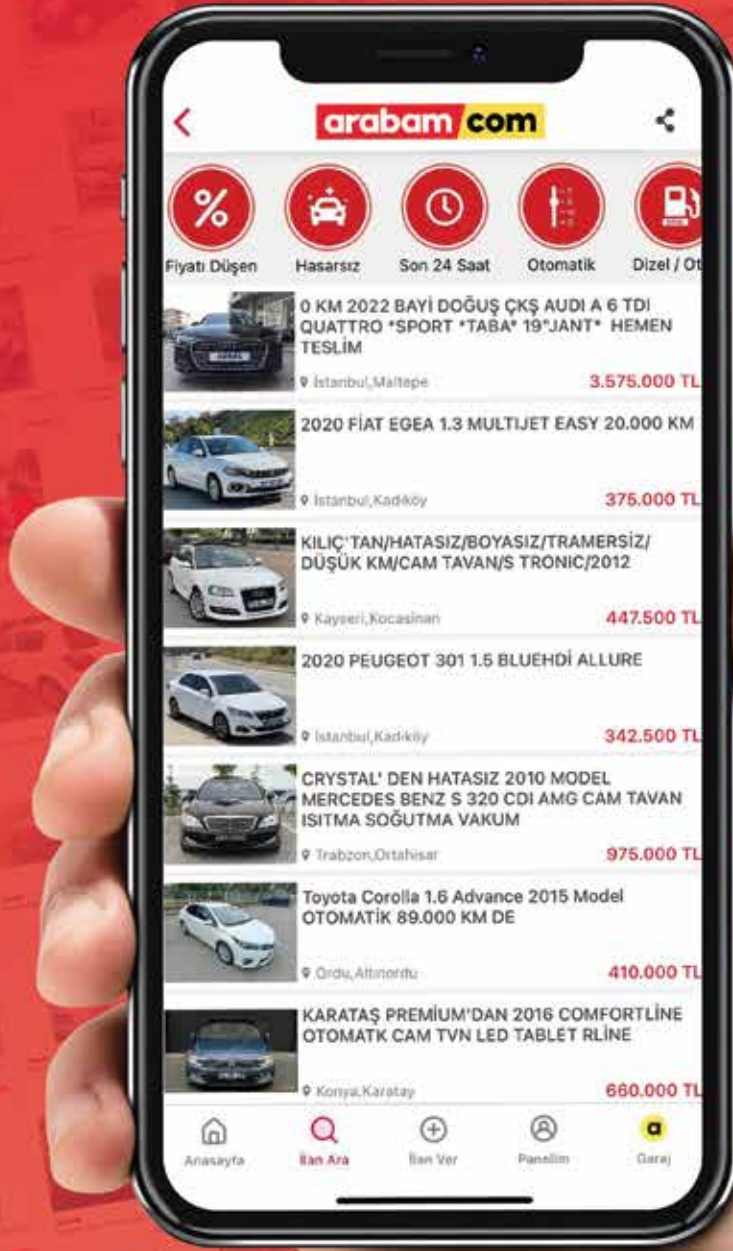 arabam com
%
Fiyatı Düşen
Hasarsız
Son 24 Saat
Otomatik
Dizel / Ot
0 KM 2022 BAYİ DOĞUŞ ÇKŞ AUDI A 6 TDI
QUATTRO *SPORT *TABA* 19"JANT* HEMEN
TESLİM
İstanbul,Maltepe
3.575.000 TL
2020 FİAT EGEA 1.3 MULTIJET EASY 20.000 KM
İstanbul,Kadıköy
375.000 TL
KILIÇ'TAN/HATASIZ/BOYASIZ/TRAMERSİZ/
DÜŞÜK KM/CAM TAVAN/S TRONIC/2012
Kayseri,Kocasinan
447.500 TL
2020 PEUGEOT 301 1.5 BLUEHDİ ALLURE
İstanbul,Kadıköy
342.500 TL
CRYSTAL' DEN HATASIZ 2010 MODEL
MERCEDES BENZ S 320 CDI AMG CAM TAVAN
ISITMA SOĞUTMA VAKUM
Trabzon,Ortahisar
975.000 TL
Toyota Corolla 1.6 Advance 2015 Model
OTOMATİK 89.000 KM DE
Ordu,Altınordu
410.000 TL
KARATAŞ PREMİUM'DAN 2016 COMFORTLİNE
OTOMATK CAM TVN LED TABLET RLİNE
Konya,Karatay
660.000 TL
Anasayfa
İlan Ara
İlan Ver
Panelim
a
Garaj